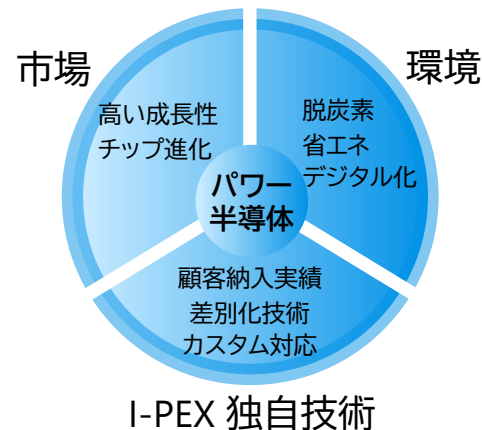 市場
高い成長性
チップ進化
環境
脱炭素
省エネ
デジタル化
パワー
半導体
顧客納入実績
差別化技術
カスタム対応
I-PEX 独自技術